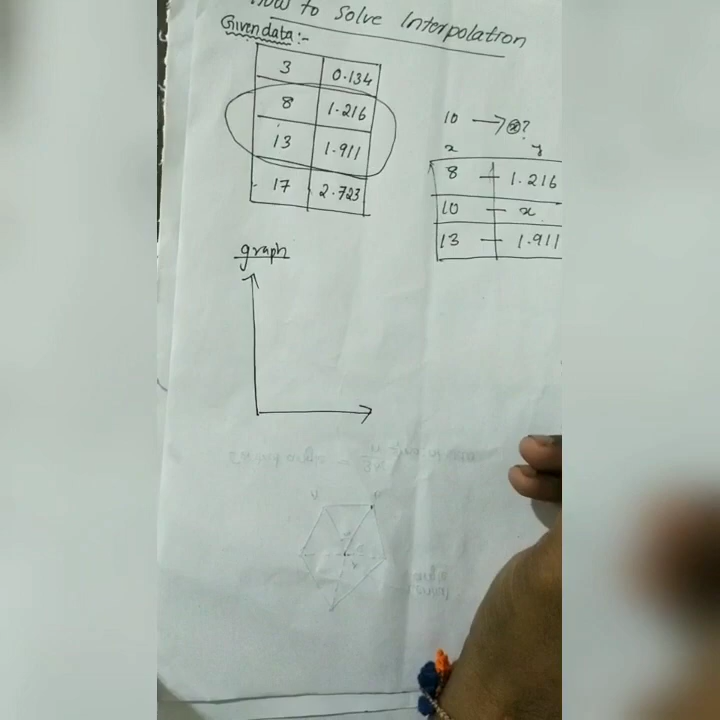 How to Solve Interpolation
Given data:-
3 0.134
8 1.216
13 1.911
17 2.723
10 → x?
x y
8 1.216
10 x
13 1.911
graph